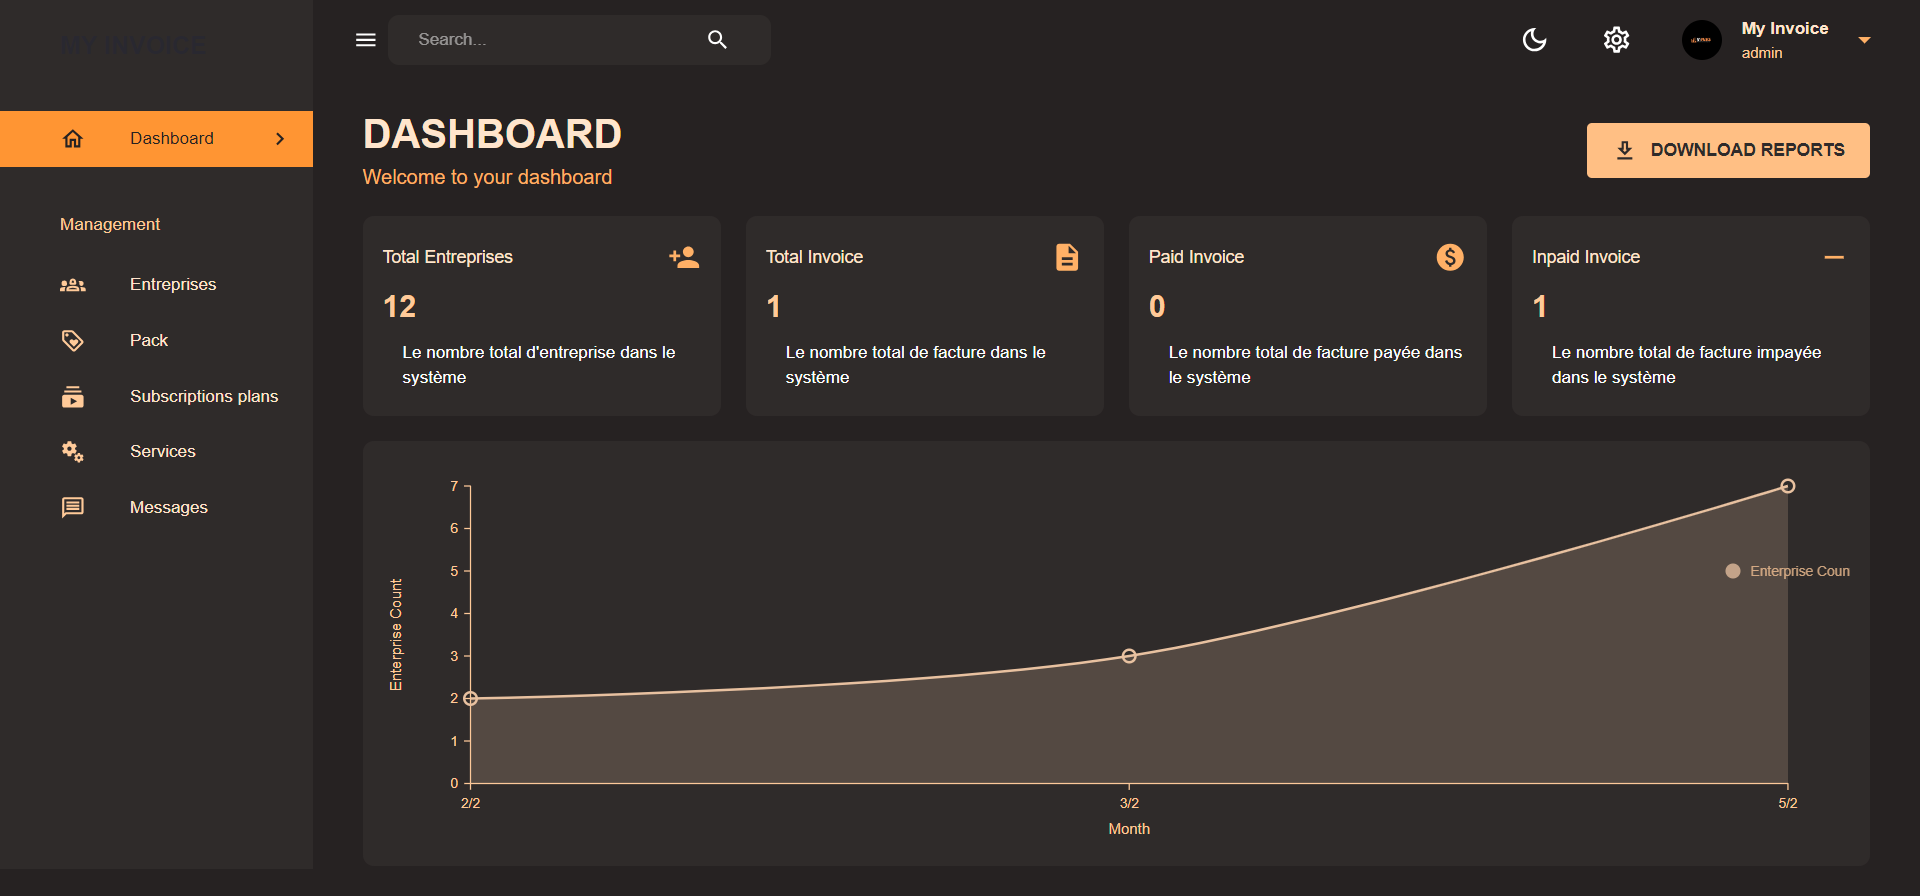 MY INVOICE
Search...
My Invoice
admin
Dashboard
Management
Entreprises
Pack
Subscriptions plans
Services
Messages
DASHBOARD
Welcome to your dashboard
DOWNLOAD REPORTS
Total Entreprises
12
Le nombre total d'entreprise dans le
système
Total Invoice
1
Le nombre total de facture dans le
système
Paid Invoice
0
Le nombre total de facture payée dans
le système
Inpaid Invoice
1
Le nombre total de facture impayée
dans le système
7
6
5
4
3
2
1
0
Enterprise Count
Enterprise Coun
2/2
3/2
5/2
Month